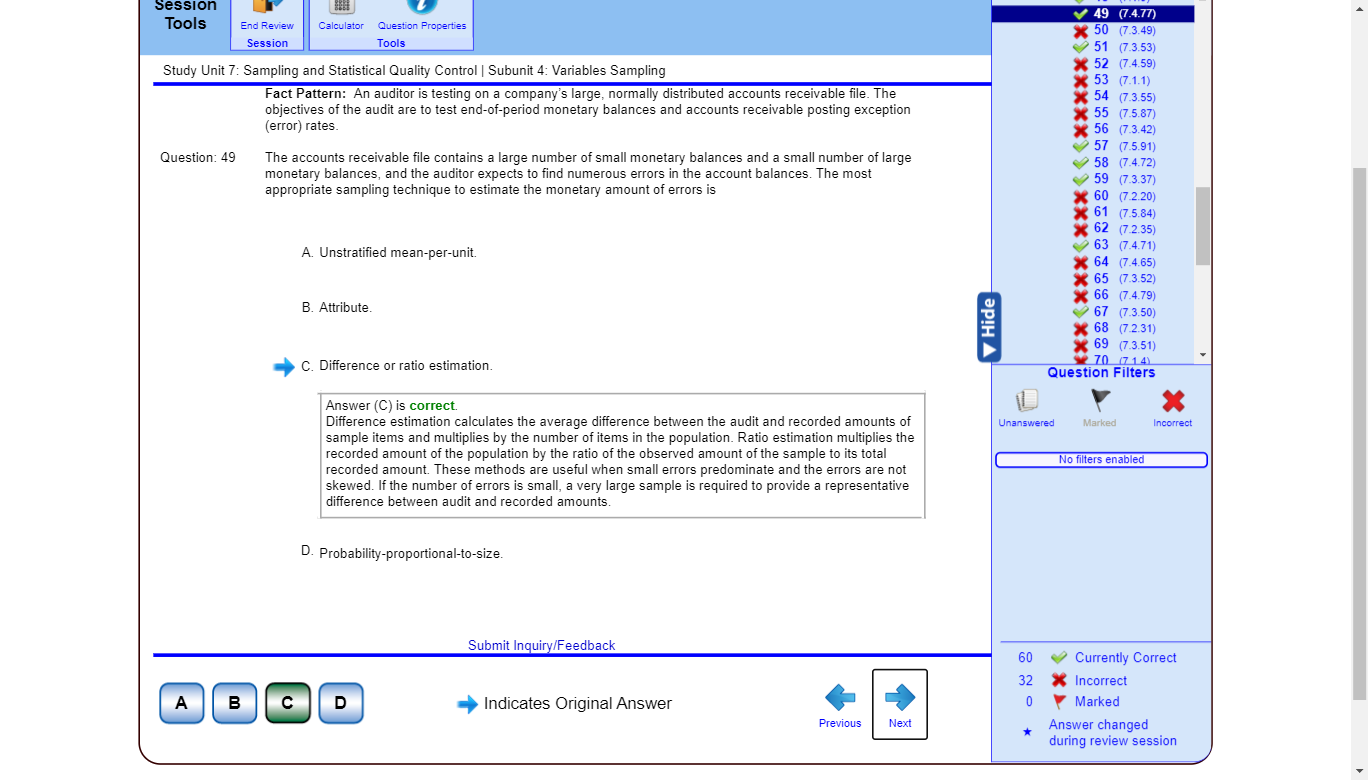 Session
Tools
End Review
Session
Calculator
Question Properties
Tools
Study Unit 7: Sampling and Statistical Quality Control | Subunit 4: Variables Sampling
Fact Pattern: An auditor is testing on a company's large, normally distributed accounts receivable file. The
objectives of the audit are to test end-of-period monetary balances and accounts receivable posting exception
(error) rates.
Question: 49
The accounts receivable file contains a large number of small monetary balances and a small number of large
monetary balances, and the auditor expects to find numerous errors in the account balances. The most
appropriate sampling technique to estimate the monetary amount of errors is
A. Unstratified mean-per-unit.
B. Attribute.
C. Difference or ratio estimation.
Answer (C) is correct.
Difference estimation calculates the average difference between the audit and recorded amounts of
sample items and multiplies by the number of items in the population. Ratio estimation multiplies the
recorded amount of the population by the ratio of the observed amount of the sample to its total
recorded amount. These methods are useful when small errors predominate and the errors are not
skewed. If the number of errors is small, a very large sample is required to provide a representative
difference between audit and recorded amounts.
D. Probability-proportional-to-size.
Submit Inquiry/Feedback
A
B
C
D
Indicates Original Answer
Previous
Next
49 (7.4.77)
50 (7.3.49)
51 (7.3.53)
52 (7.4.59)
53 (7.1.1)
54 (7.3.55)
55 (7.5.87)
56 (7.3.42)
57 (7.5.91)
58 (7.4.72)
59 (7.3.37)
60 (7.2.20)
61 (7.5.84)
62 (7.2.35)
63 (7.4.71)
64 (7.4.65)
65 (7.3.52)
66 (7.4.79)
67 (7.3.50)
68 (7.2.31)
69 (7.3.51)
70 (7.1.4)
Hide
Question Filters
Unanswered
Marked
Incorrect
No filters enabled
60 Currently Correct
32 Incorrect
0 Marked
Answer changed
during review session